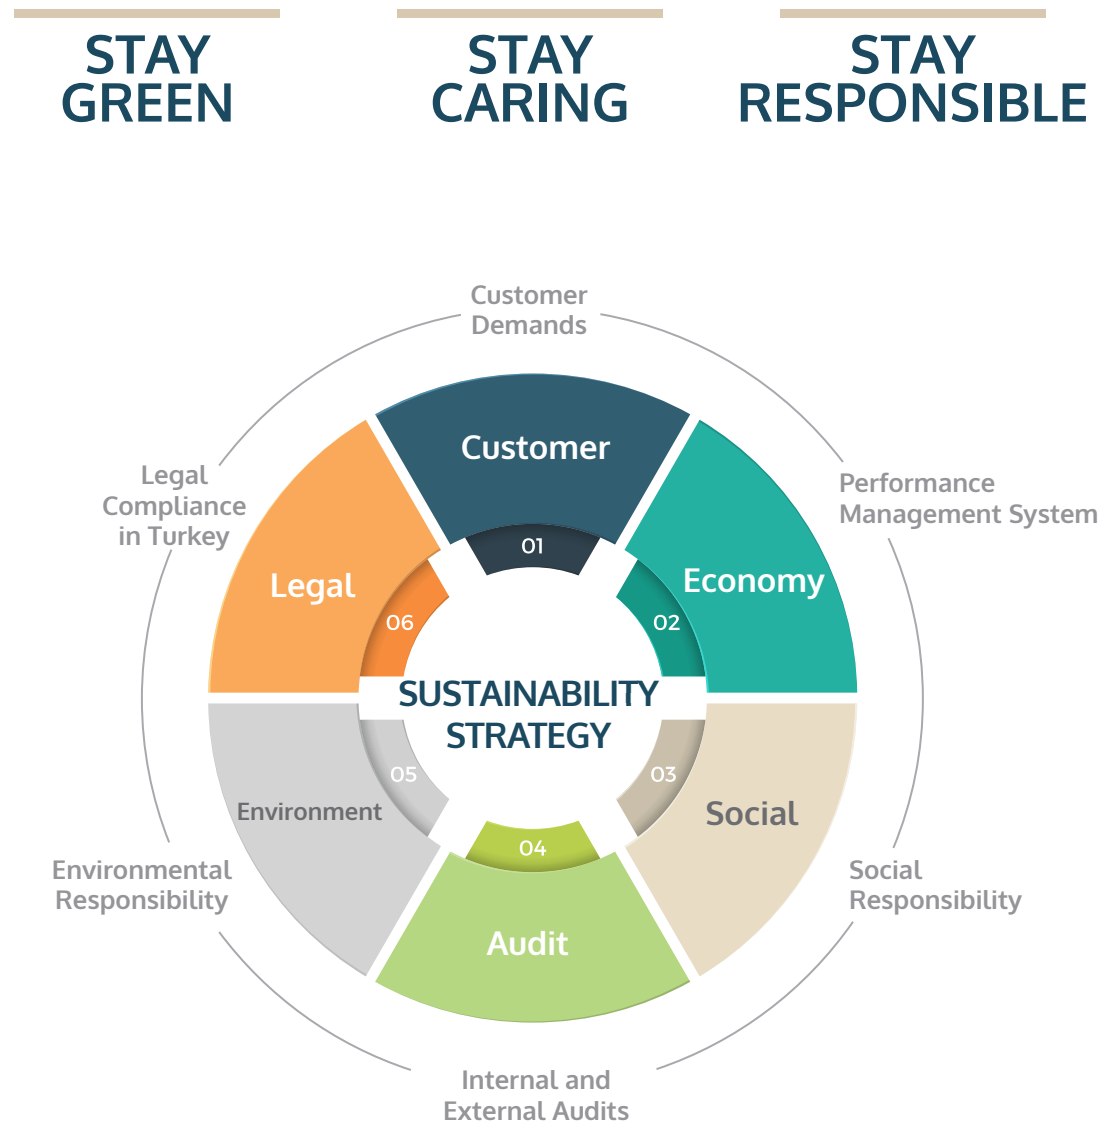 STAY
GREEN
STAY
CARING
STAY
RESPONSIBLE
Customer
Demands
Customer
01
Performance
Management System
Economy
02
Social
03
Social
Responsibility
04
Audit
Internal and
External Audits
05
Environment
Environmental
Responsibility
Legal
Compliance
in Turkey
Legal
06
SUSTAINABILITY
STRATEGY